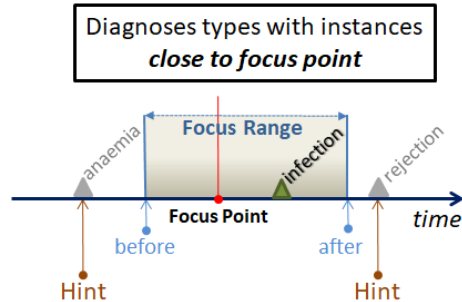 Diagnoses types with instances
close to focus point
Focus Range
anaemia
infection
rejection
Focus Point
time
before
after
Hint
Hint